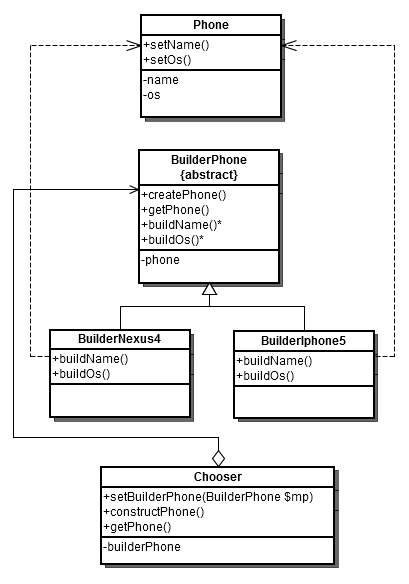 Phone
+setName()
+setOs()
-name
-os
BuilderPhone
{abstract}
+createPhone()
+getPhone()
+buildName()*
+buildOs()*
-phone
BuilderNexus4
+buildName()
+buildOs()
BuilderIphone5
+buildName()
+buildOs()
Chooser
+setBuilderPhone(BuilderPhone $mp)
+constructPhone()
+getPhone()
-builderPhone